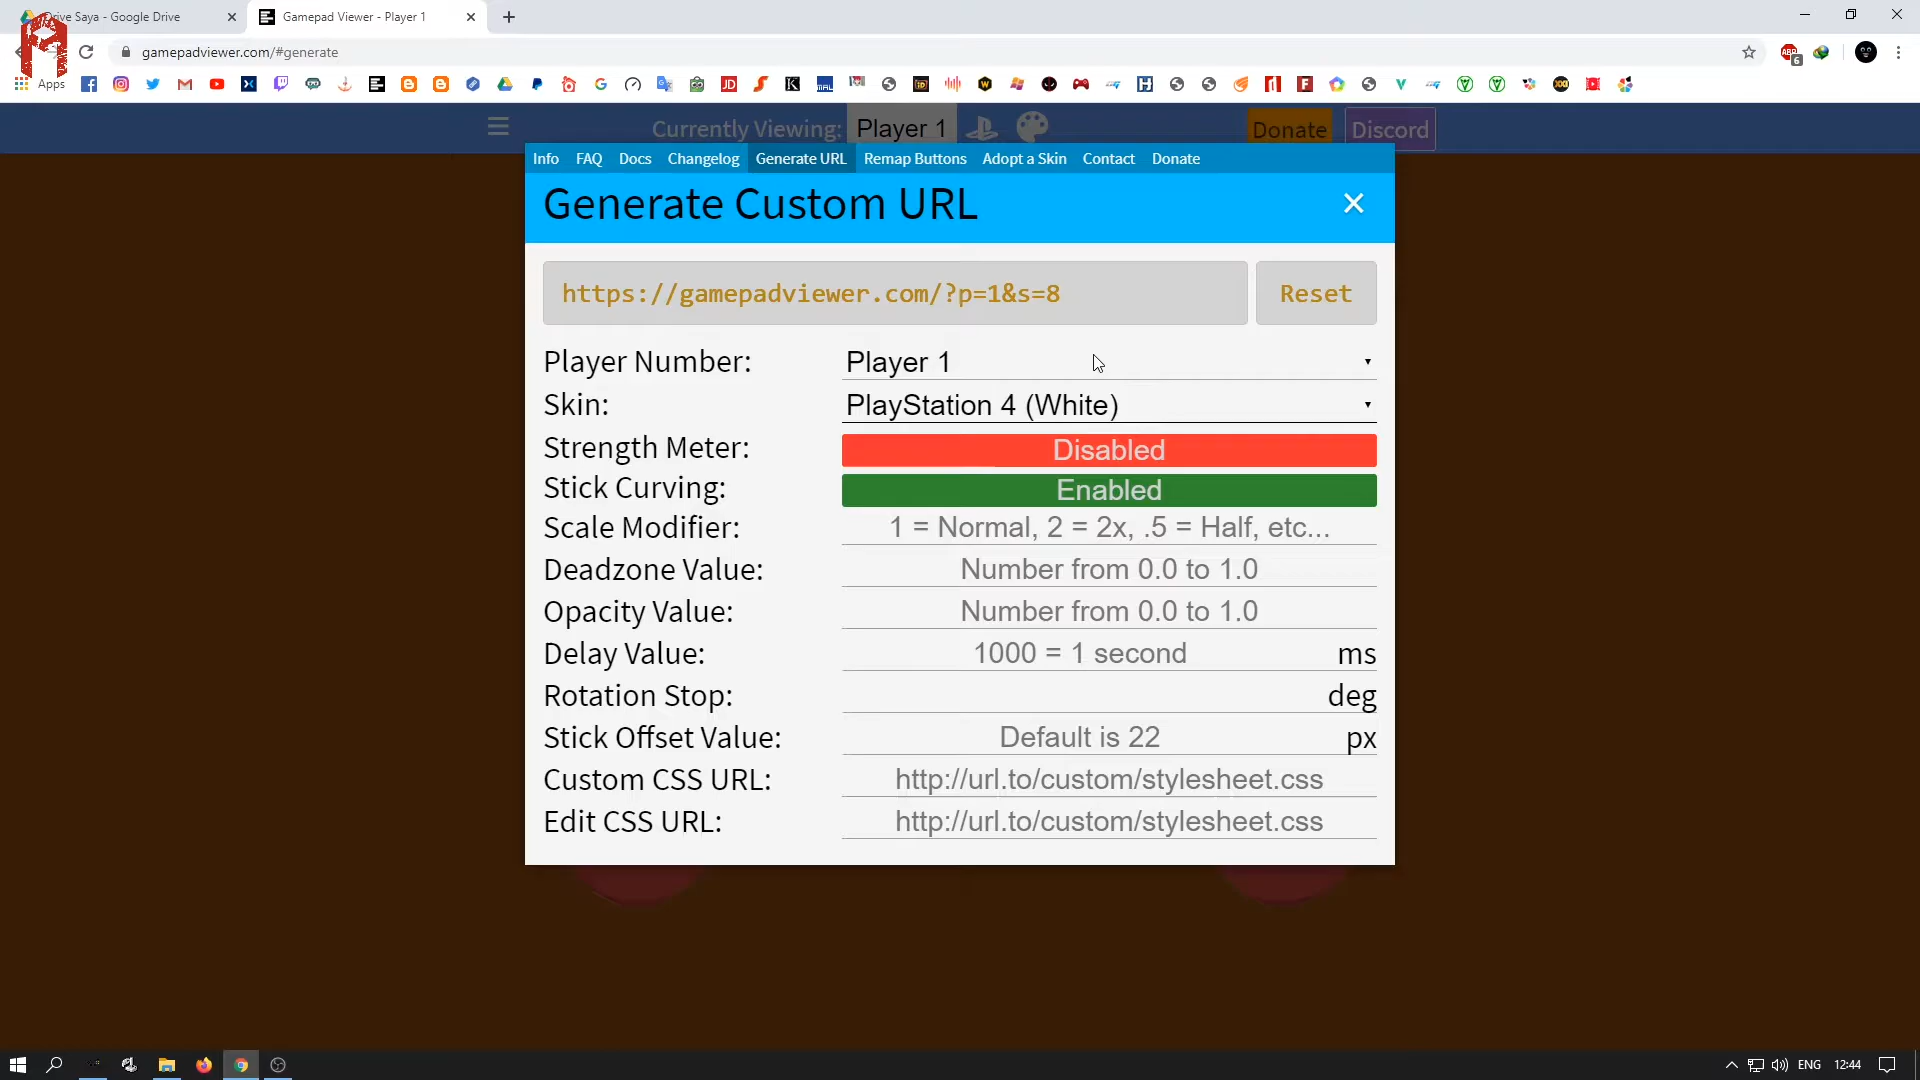 Drive Saya - Google Drive
Gamepad Viewer - Player 1
gamepadviewer.com/#generate
Apps
Currently Viewing: Player 1
Donate
Discord
Info FAQ Docs Changelog Generate URL Remap Buttons Adopt a Skin Contact Donate
Generate Custom URL
https://gamepadviewer.com/?p=1&s=8
Reset
Player Number: Player 1
Skin: PlayStation 4 (White)
Strength Meter: Disabled
Stick Curving: Enabled
Scale Modifier: 1 = Normal, 2 = 2x, .5 = Half, etc...
Deadzone Value: Number from 0.0 to 1.0
Opacity Value: Number from 0.0 to 1.0
Delay Value: 1000 = 1 second ms
Rotation Stop: deg
Stick Offset Value: Default is 22 px
Custom CSS URL: http://url.to/custom/stylesheet.css
Edit CSS URL: http://url.to/custom/stylesheet.css
ENG 12:44